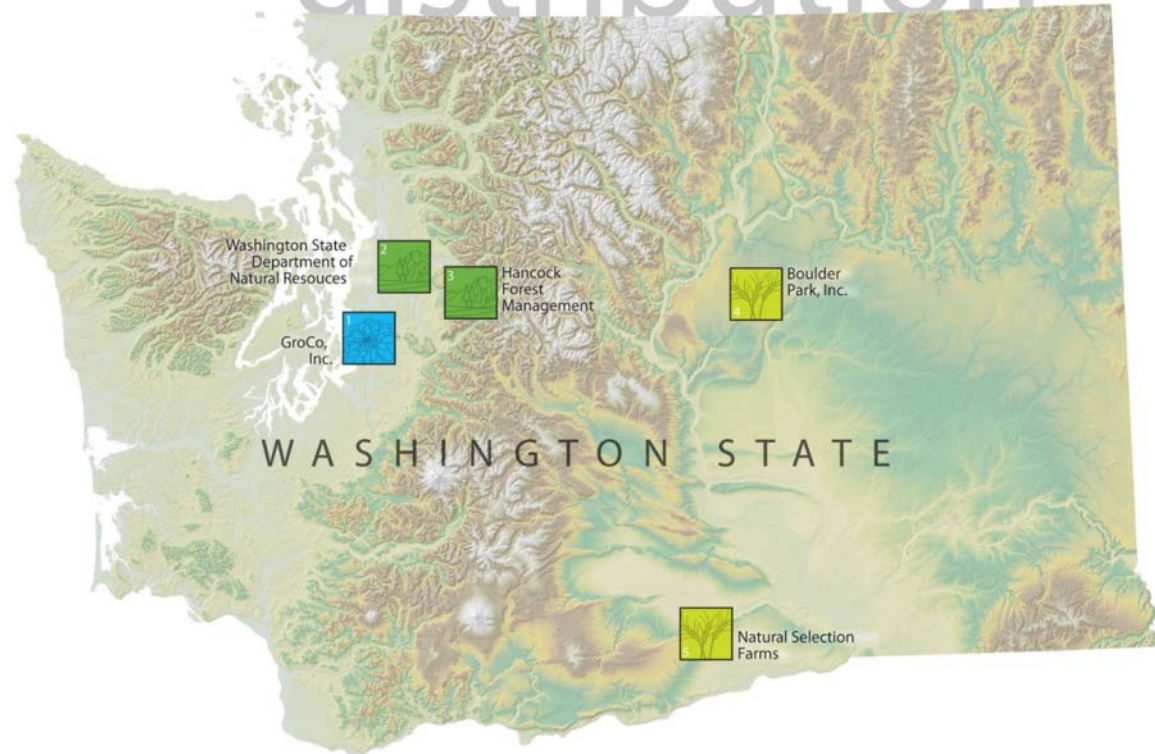 distribution
2
Washington State
Department of
Natural Resouces
3
Hancock
Forest
Management
4
Boulder
Park, Inc.
1
GroCo,
Inc.
WASHINGTON STATE
5
Natural Selection
Farms